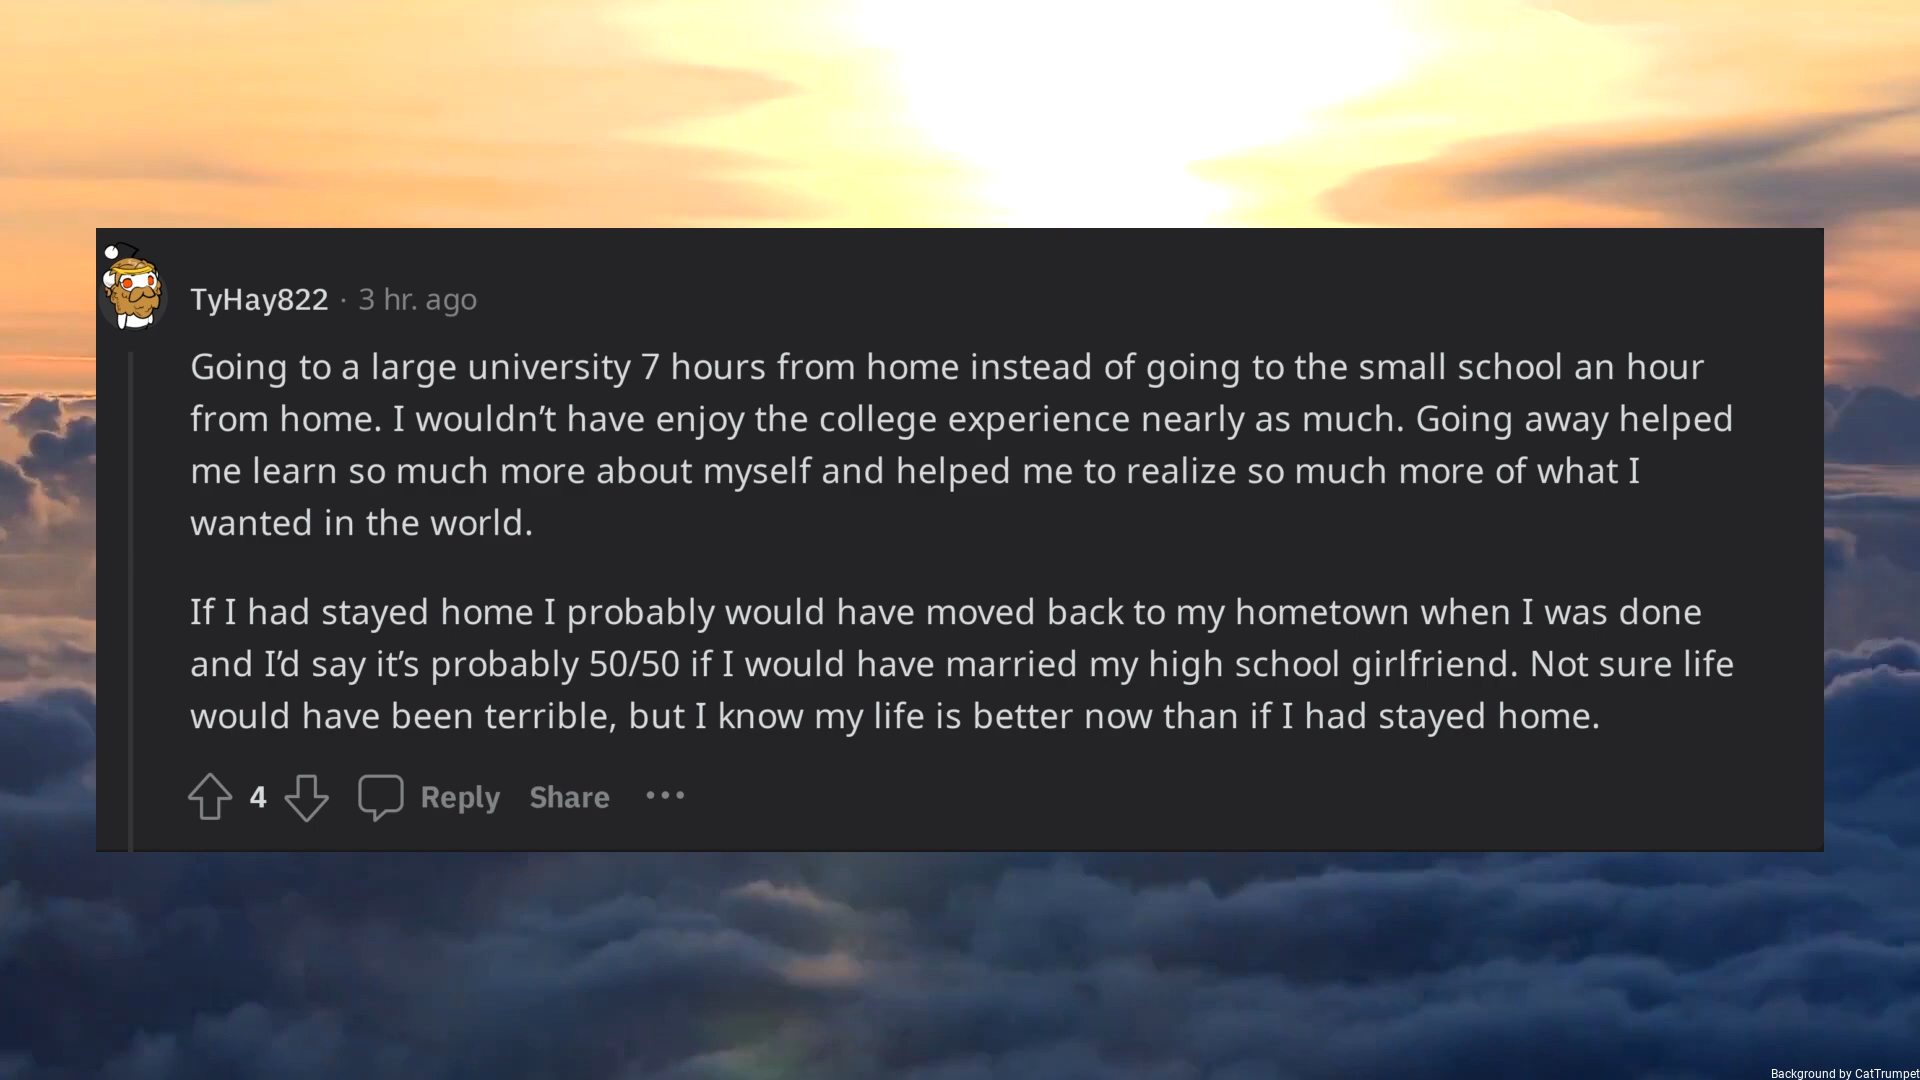 TyHay822 · 3 hr. ago
Going to a large university 7 hours from home instead of going to the small school an hour
from home. I wouldn’t have enjoy the college experience nearly as much. Going away helped
me learn so much more about myself and helped me to realize so much more of what I
wanted in the world.
If I had stayed home I probably would have moved back to my hometown when I was done
and I’d say it’s probably 50/50 if I would have married my high school girlfriend. Not sure life
would have been terrible, but I know my life is better now than if I had stayed home.
4 Reply Share ···
Background by CatTrumpet